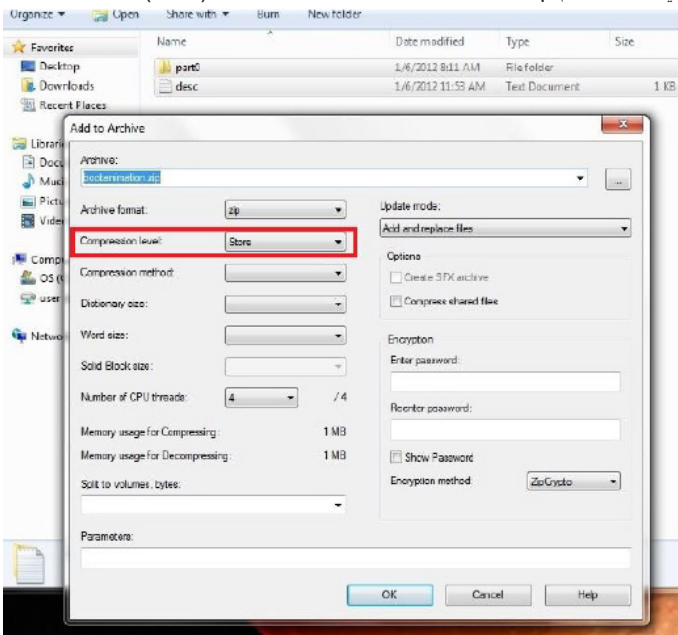 Organize Open Share with Burn New folder
Name Date modified Type Size
Favorites
Desktop part0 1/6/2012 8:11 AM File folder
Downloads desc 1/6/2012 11:53 AM Text Document 1 KB
Recent Places
Add to Archive
Archive:
bootanimation.zip
...
Archive format: zip
Update mode:
Add and replace files
Compression level: Store
Options
Compression method:
Create SFX archive
Dictionary size:
Compress shared files
Word size:
Encryption
Solid Block size:
Enter password:
Number of CPU threads: 4 / 4
Reenter password:
Memory usage for Compressing: 1 MB
Memory usage for Decompressing: 1 MB
Show Password
Split to volumes, bytes:
Encryption method: ZipCrypto
Parameters:
OK Cancel Help